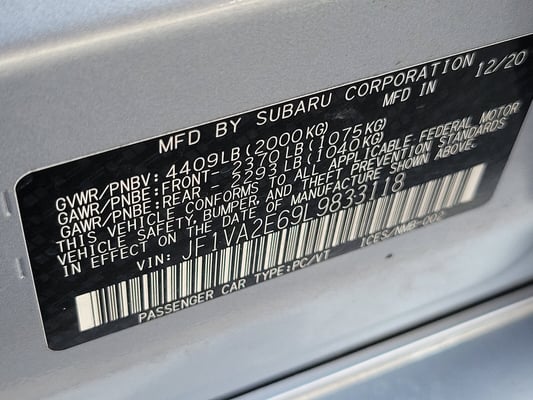 MFD BY SUBARU CORPORATION 12/20
MFD IN
GVWR/PNBV: 4409LB(2000KG)
GAWR/PNBE:FRONT- 2370LB(1075KG)
GAWR/PNBE:REAR - 2293LB(1040KG)
THIS VEHICLE CONFORMS TO ALL APPLICABLE FEDERAL MOTOR
VEHICLE SAFETY, BUMPER, AND THEFT PREVENTION STANDARDS
IN EFFECT ON THE DATE OF MANUFACTURE SHOWN ABOVE.
VIN: JF1VA2E69L9833118
PASSENGER CAR TYPE:PC/VT ICES/NMB-002